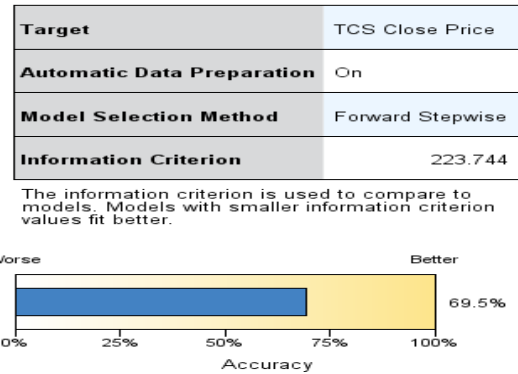 Target TCS Close Price
Automatic Data Preparation On
Model Selection Method Forward Stepwise
Information Criterion 223.744
The information criterion is used to compare to
models. Models with smaller information criterion
values fit better.
Worse Better
69.5%
0% 25% 50% 75% 100%
Accuracy